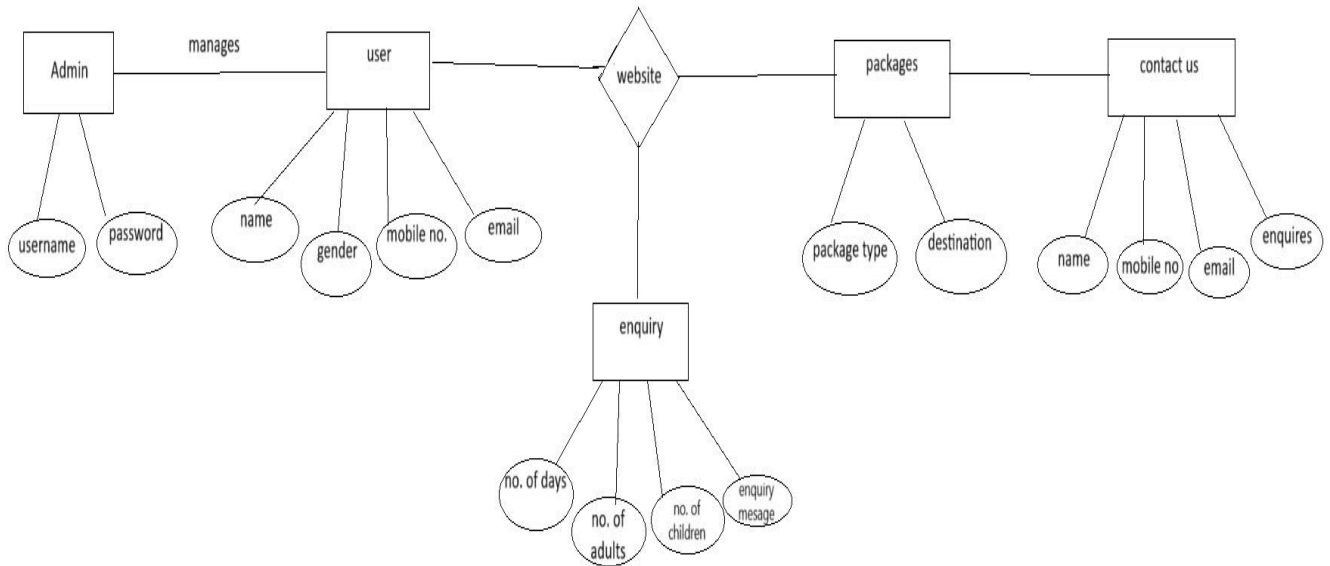 manages
Admin
user
website
packages
contact us
username
password
name
gender
mobile no.
email
package type
destination
name
mobile no
email
enquires
enquiry
no. of days
no. of
adults
no. of
children
enquiry
mesage